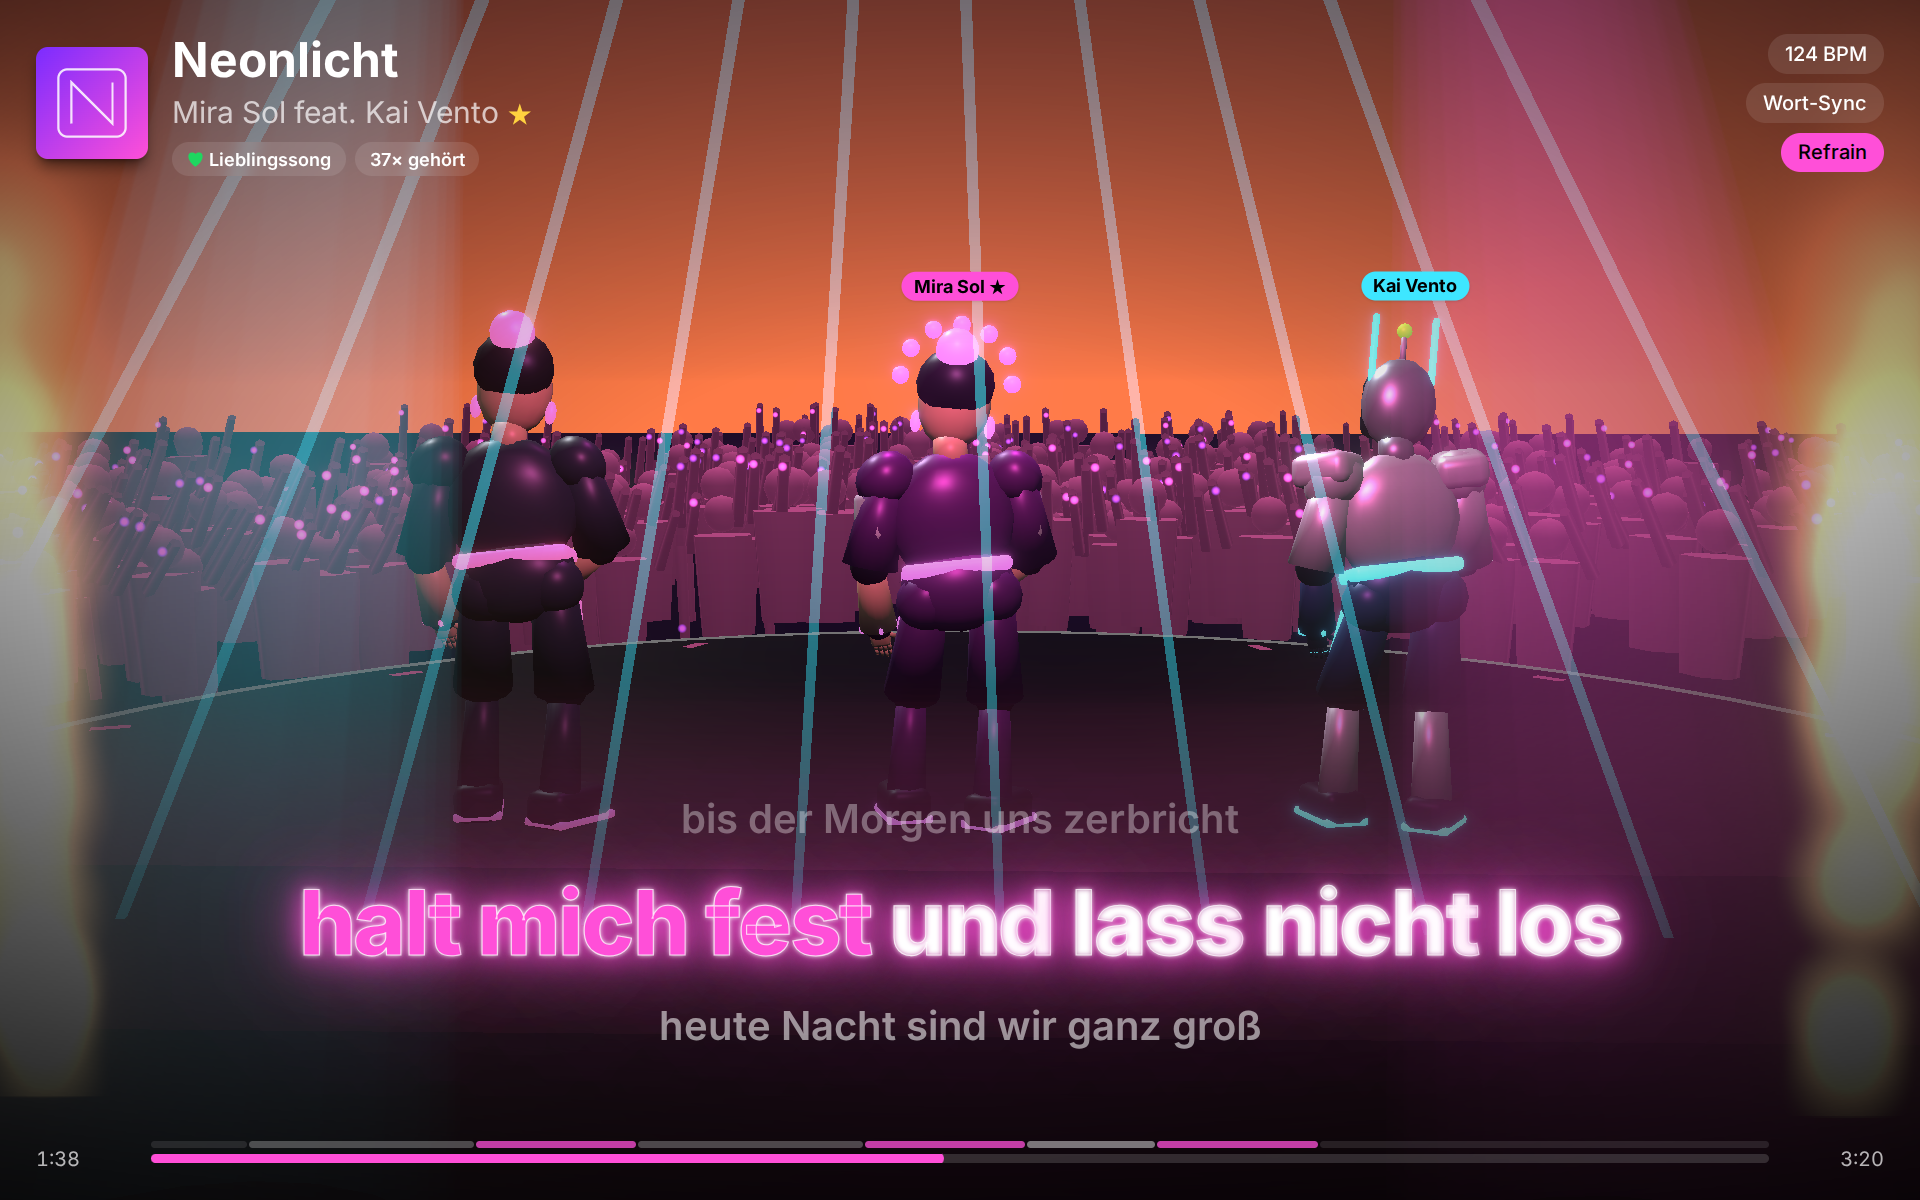 Neonlicht
Mira Sol feat. Kai Vento ★
Lieblingssong
37× gehört
124 BPM
Wort-Sync
Refrain
N
Mira Sol ★
Kai Vento
bis der Morgen uns zerbricht
halt mich fest und lass nicht los
heute Nacht sind wir ganz groß
1:38
3:20